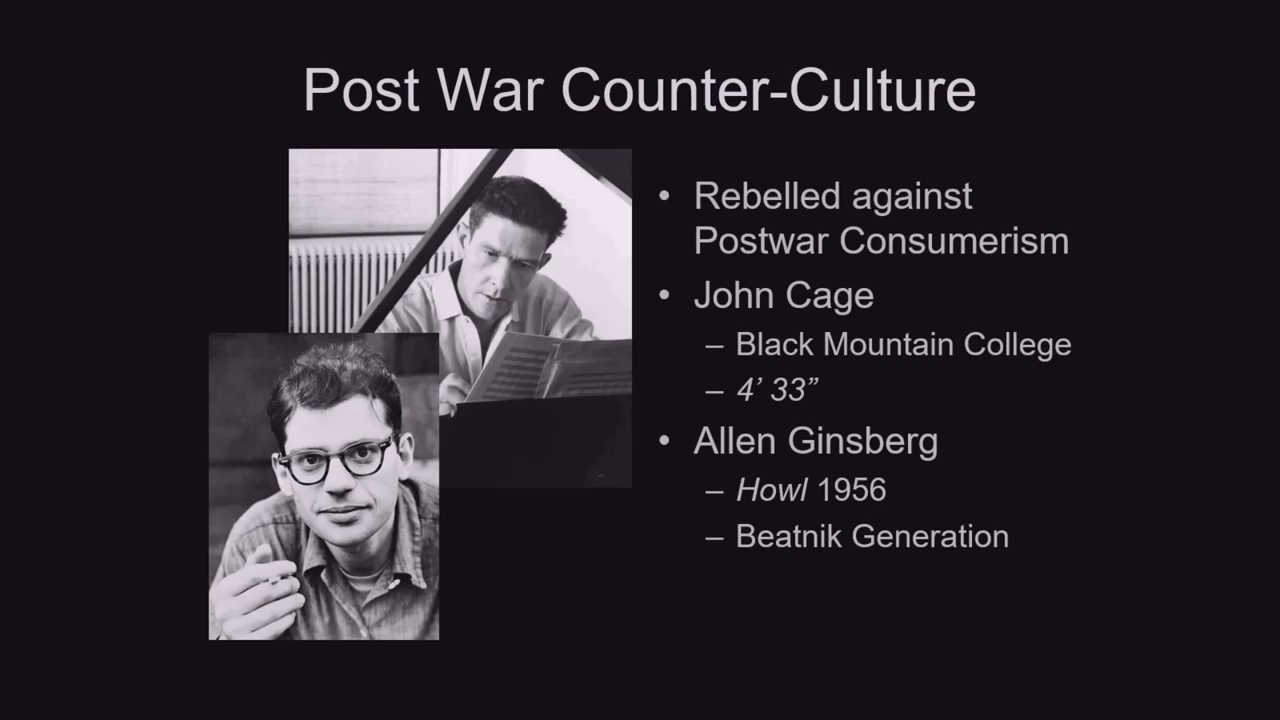 Post War Counter-Culture
• Rebelled against
Postwar Consumerism
• John Cage
– Black Mountain College
– 4’ 33”
• Allen Ginsberg
– Howl 1956
– Beatnik Generation